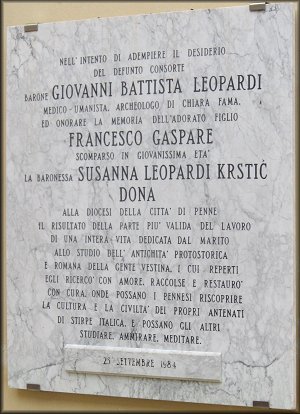 NELL'INTENTO DI ADEMPIERE IL DESIDERIO
DEL DEFUNTO CONSORTE
BARONE GIOVANNI BATTISTA LEOPARDI
MEDICO-UMANISTA, ARCHEOLOGO DI CHIARA FAMA,
ED ONORARE LA MEMORIA DELL'ADORATO FIGLIO
FRANCESCO GASPARE
SCOMPARSO IN GIOVANISSIMA ETA'
LA BARONESSA SUSANNA LEOPARDI KRSTIČ
DONA
ALLA DIOCESI DELLA CITTA' DI PENNE
IL RISULTATO DELLA PARTE PIU' VALIDA DEL LAVORO
DI UNA INTERA VITA DEDICATA DAL MARITO
ALLO STUDIO DELL'ANTICHITA' PROTOSTORICA
E ROMANA DELLA GENTE VESTINA, I CUI REPERTI
EGLI RICERCO' CON AMORE, RACCOLSE E RESTAURO'
CON CURA, ONDE POSSANO I PENNESI RISCOPRIRE
LA CULTURA E LA CIVILTA' DEI PROPRI ANTENATI
DI STIRPE ITALICA, E POSSANO GLI ALTRI
STUDIARE, AMMIRARE, MEDITARE.
25 SETTEMBRE 1984